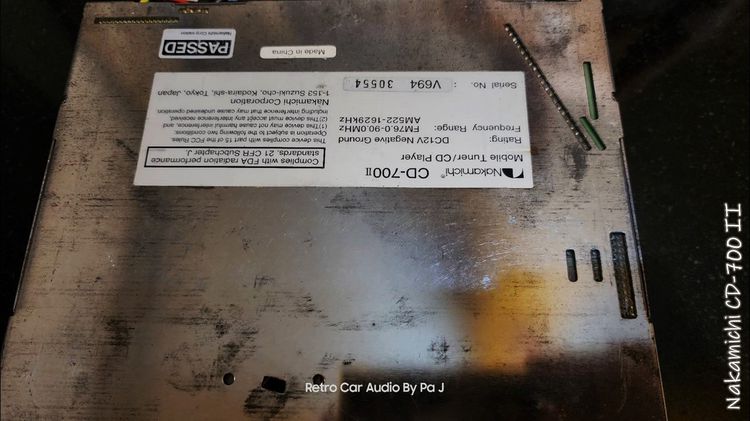 Nakamichi®
CD-700II
Mobile Tuner/CD Player
Rating: DC12V Negative Ground
Frequency Range: FM76.0-90.0MHz
AM522-1629kHz
Serial No. : V694 30554
Complies with FDA radiation performance
standards, 21 CFR Subchapter J.
This device complies with part 15 of the FCC Rules.
Operation is subject to the following two conditions:
(1)This device may not cause harmful interference, and
(2)This device must accept any interference received,
including interference that may cause undesired operation
Nakamichi Corporation
1-153 Suzuki-cho, Kodaira-shi, Tokyo, Japan
Made in China
PASSED
Nakamichi Corporation
Nakamichi CD-700 II
Retro Car Audio By Pa J